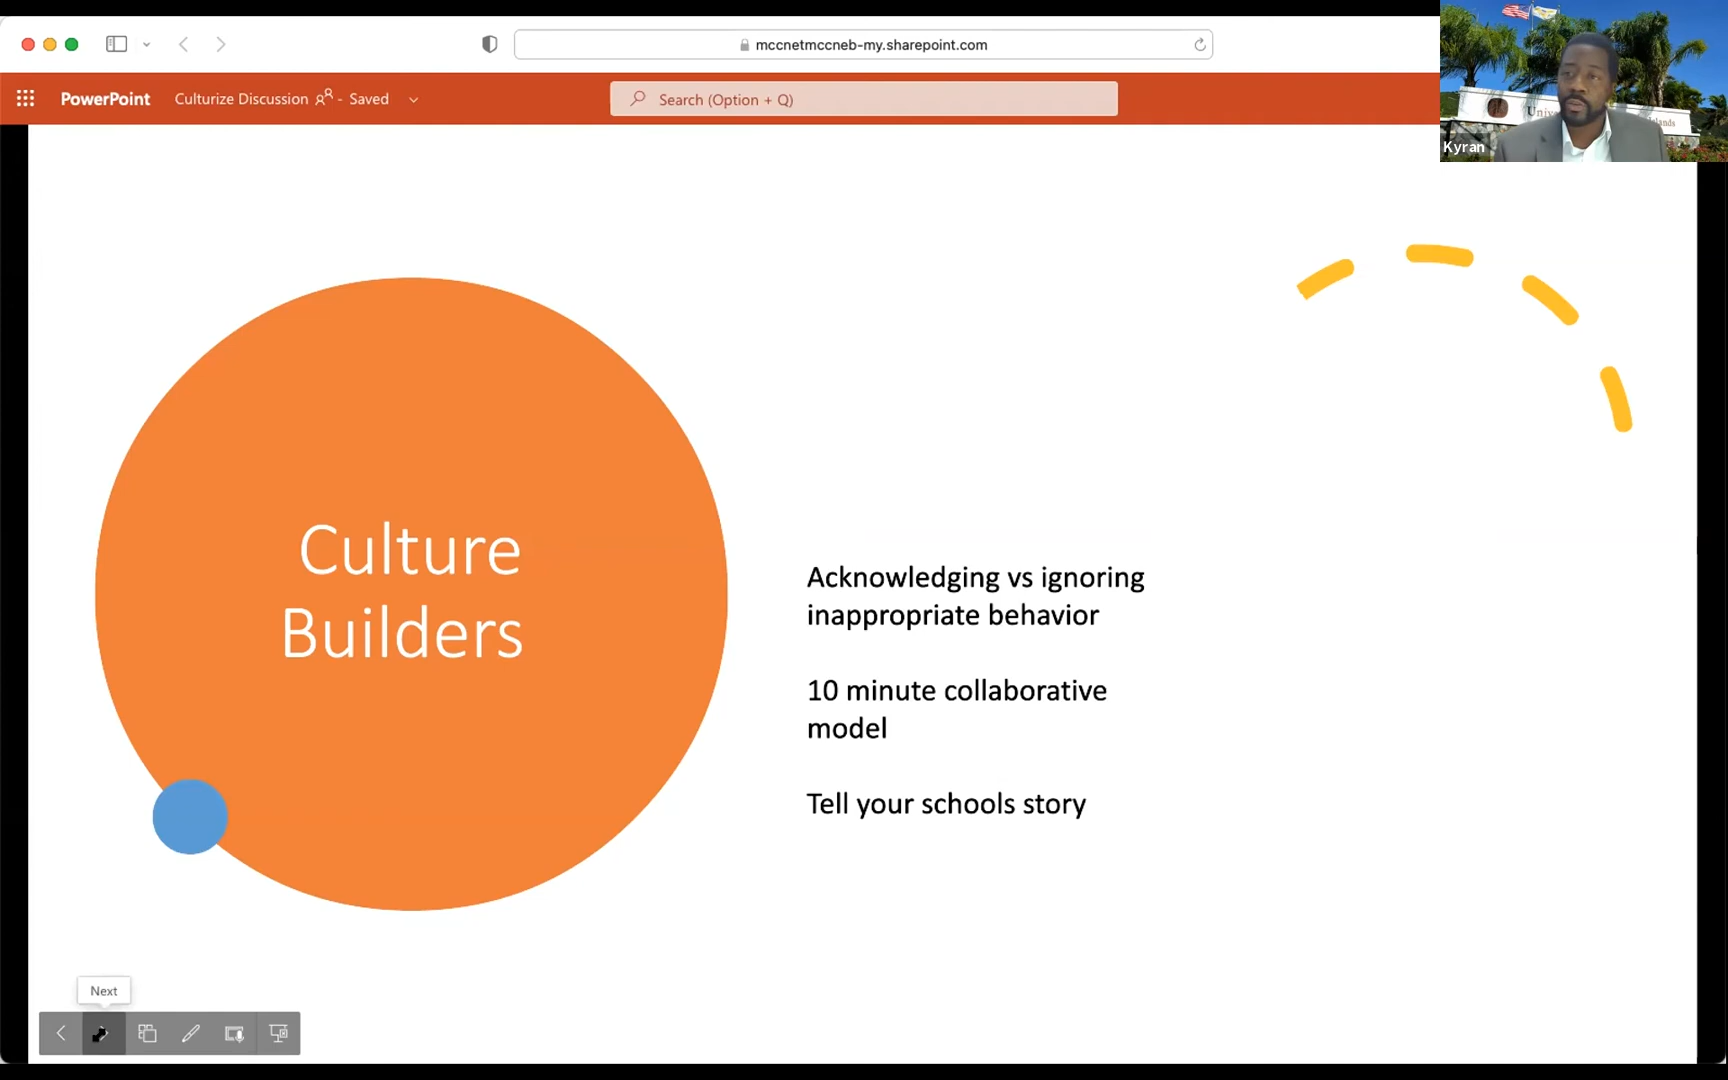 mccnetmccneb-my.sharepoint.com
PowerPoint
Culturize Discussion
- Saved
Search (Option + Q)
Kyran
Culture
Builders
Acknowledging vs ignoring
inappropriate behavior
10 minute collaborative
model
Tell your schools story
Next